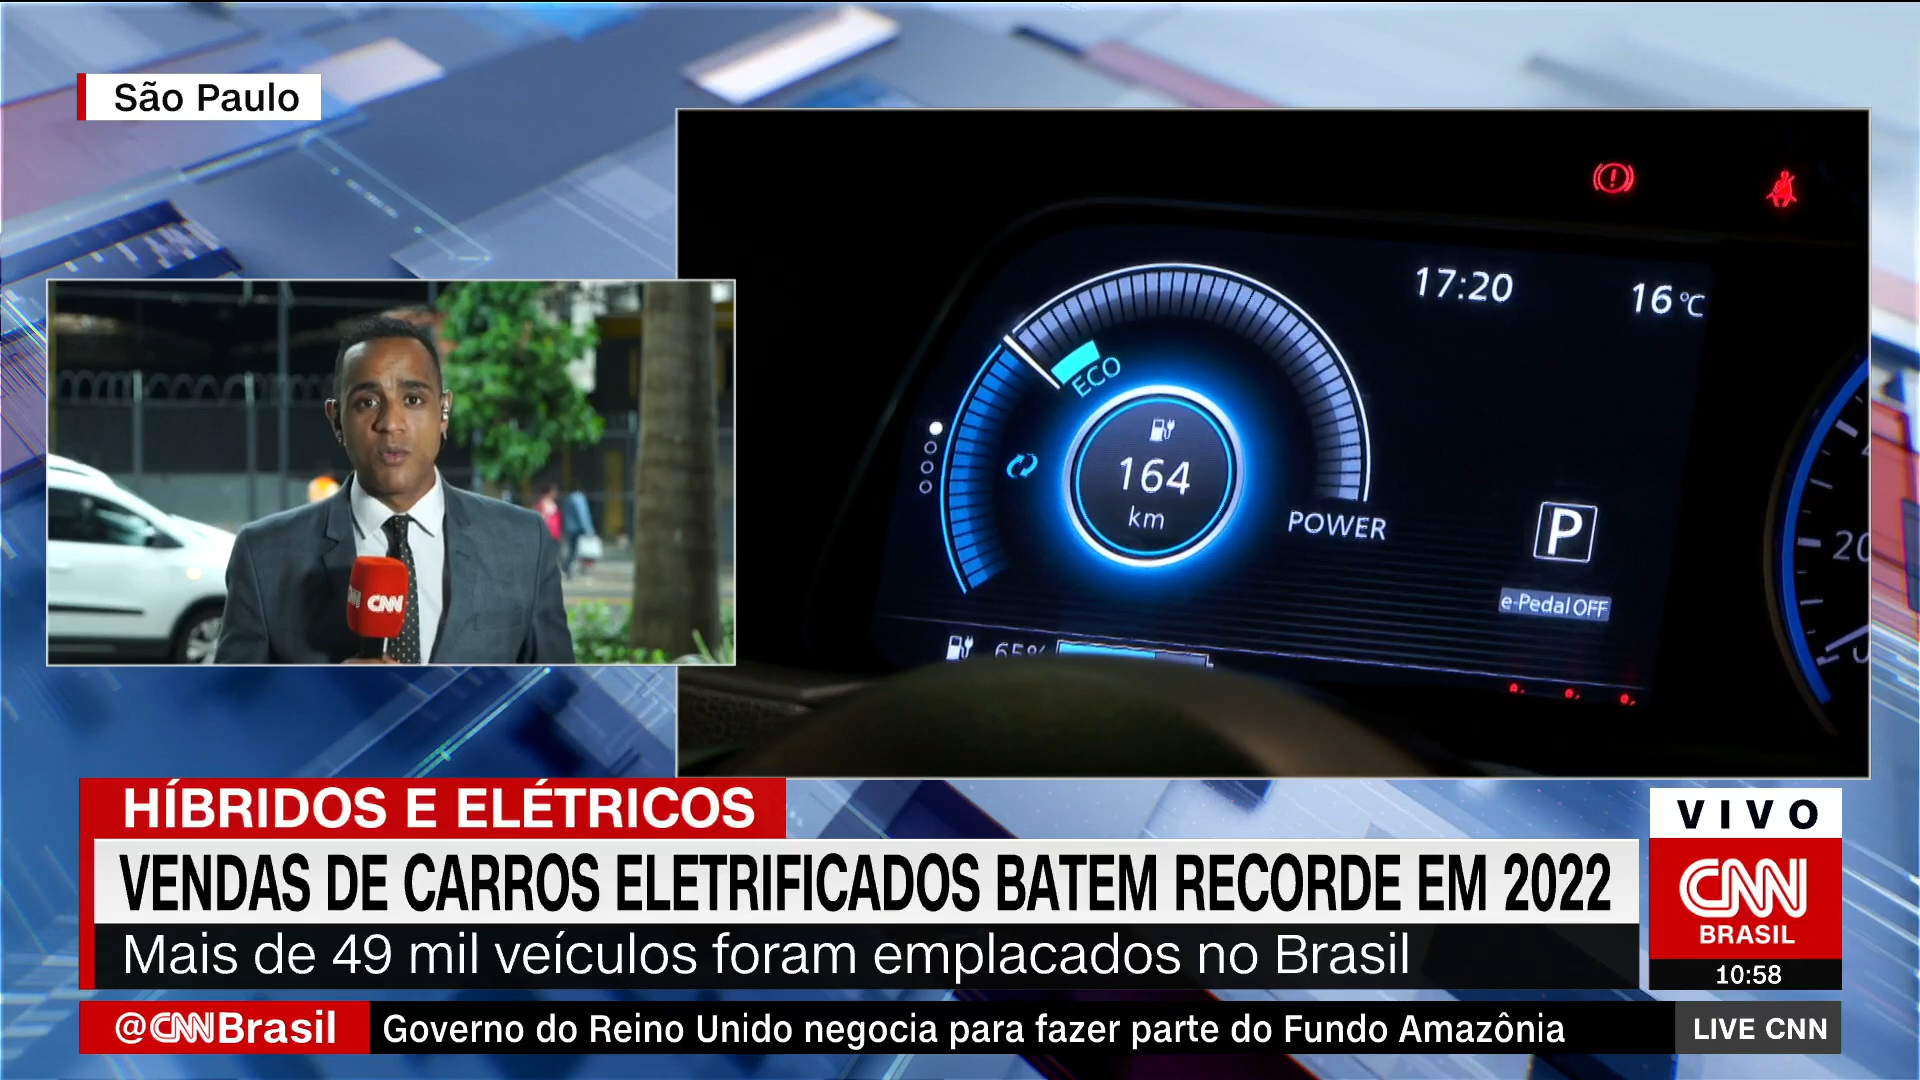 São Paulo
17:20
16 °C
ECO
164
km
POWER
P
e-Pedal OFF
65%
CNN
HÍBRIDOS E ELÉTRICOS
VENDAS DE CARROS ELETRIFICADOS BATEM RECORDE EM 2022
Mais de 49 mil veículos foram emplacados no Brasil
VIVO
CNN
BRASIL
10:58
@CNNBrasil
Governo do Reino Unido negocia para fazer parte do Fundo Amazônia
LIVE CNN